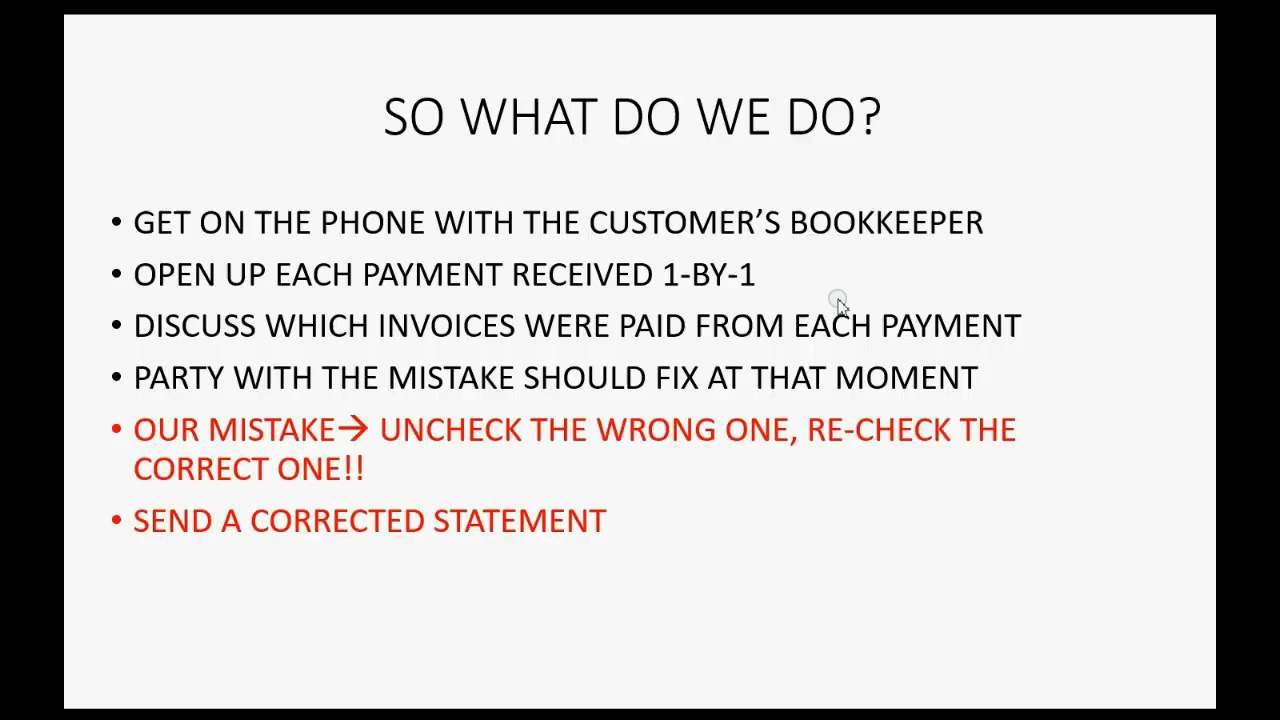 SO WHAT DO WE DO?
• GET ON THE PHONE WITH THE CUSTOMER’S BOOKKEEPER
• OPEN UP EACH PAYMENT RECEIVED 1-BY-1
• DISCUSS WHICH INVOICES WERE PAID FROM EACH PAYMENT
• PARTY WITH THE MISTAKE SHOULD FIX AT THAT MOMENT
• OUR MISTAKE→ UNCHECK THE WRONG ONE, RE-CHECK THE
CORRECT ONE!!
• SEND A CORRECTED STATEMENT